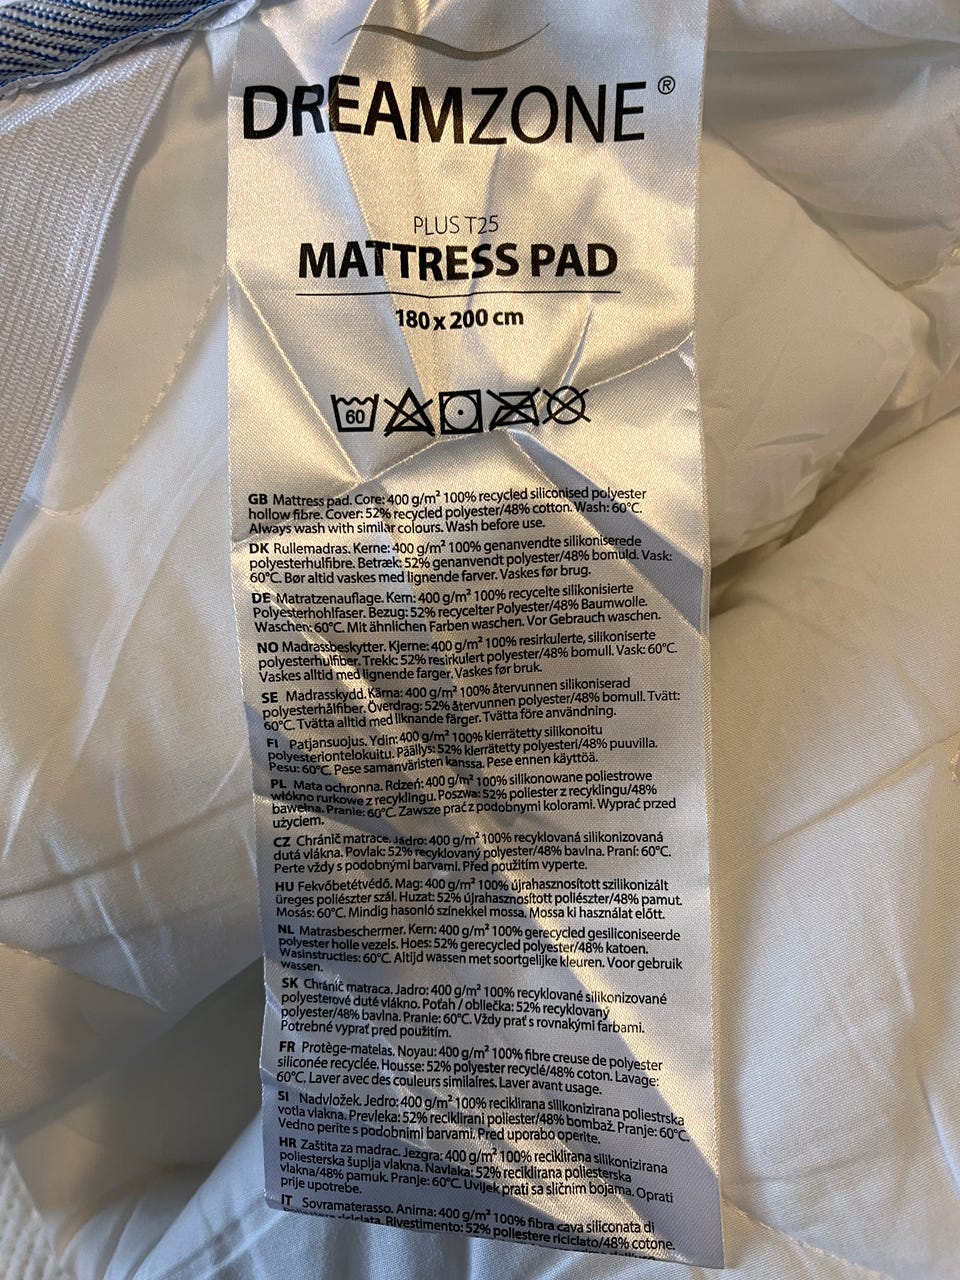 DREAMZONE®
PLUS T25
MATTRESS PAD
180 x 200 cm
60
GB Mattress pad. Core: 400 g/m² 100% recycled siliconised polyester
hollow fibre. Cover: 52% recycled polyester/48% cotton. Wash: 60°C.
Always wash with similar colours. Wash before use.
DK Rullemadras. Kerne: 400 g/m² 100% genanvendte silikoniserede
polyesterhulfibre. Betræk: 52% genanvendt polyester/48% bomuld. Vask:
60°C. Bør altid vaskes med lignende farver. Vaskes før brug.
DE Matratzenauflage. Kern: 400 g/m² 100% recycelte silikonisierte
Polyesterhohlfaser. Bezug: 52% recycelter Polyester/48% Baumwolle.
Waschen: 60°C. Mit ähnlichen Farben waschen. Vor Gebrauch waschen.
NO Madrassbeskytter. Kjerne: 400 g/m² 100% resirkulerte, silikoniserte
polyesterhulfiber. Trekk: 52% resirkulert polyester/48% bomull. Vask: 60°C.
Vaskes alltid med lignende farger. Vaskes før bruk.
SE Madrasskydd. Kärna: 400 g/m² 100% återvunnen silikoniserad
polyesterhålfiber. Överdrag: 52% återvunnen polyester/48% bomull. Tvätt:
60°C. Tvätta alltid med liknande färger. Tvätta före användning.
FI Patjansuojus. Ydin: 400 g/m² 100% kierrätetty silikonoitu
polyesteriontelokuitu. Päällys: 52% kierrätetty polyesteri/48% puuvilla.
Pesu: 60°C. Pese samanväristen kanssa. Pese ennen käyttöä.
PL Mata ochronna. Rdzeń: 400 g/m² 100% silikonowane poliestrowe
włókno rurkowe z recyklingu. Poszwa: 52% poliester z recyklingu/48%
bawełna. Pranie: 60°C. Zawsze prać z podobnymi kolorami. Wyprać przed
użyciem.
CZ Chránič matrace. Jádro: 400 g/m² 100% recyklovaná silikonizovaná
dutá vlákna. Povlak: 52% recyklovaný polyester/48% bavlna. Praní: 60°C.
Perte vždy s podobnými barvami. Před použitím vyperte.
HU Fekvőbetétvédő. Mag: 400 g/m² 100% újrahasznosított szilikonizált
üreges poliészter szál. Huzat: 52% újrahasznosított poliészter/48% pamut.
Mosás: 60°C. Mindig hasonló színekkel mossa. Mossa ki használat előtt.
NL Matrasbeschermer. Kern: 400 g/m² 100% gerecycled gesiliconiseerde
polyester holle vezels. Hoes: 52% gerecycled polyester/48% katoen.
Wasinstructies: 60°C. Altijd wassen met soortgelijke kleuren. Voor gebruik
wassen.
SK Chránič matraca. Jadro: 400 g/m² 100% recyklované silikonizované
polyesterové duté vlákno. Poťah / obliečka: 52% recyklovaný
polyester/48% bavlna. Pranie: 60°C. Vždy prať s rovnakými farbami.
Potrebné vyprať pred použitím.
FR Protège-matelas. Noyau: 400 g/m² 100% fibre creuse de polyester
siliconée recyclée. Housse: 52% polyester recyclé/48% coton. Lavage:
60°C. Laver avec des couleurs similaires. Laver avant usage.
SI Nadvložek. Jedro: 400 g/m² 100% reciklirana silikonizirana poliestrska
votla vlakna. Prevleka: 52% reciklirani poliester/48% bombaž. Pranje: 60°C.
Vedno perite s podobnimi barvami. Pred uporabo operite.
HR Zaštita za madrac. Jezgra: 400 g/m² 100% reciklirana silikonizirana
poliesterska šuplja vlakna. Navlaka: 52% reciklirana poliesterska
vlakna/48% pamuk. Pranje: 60°C. Uvijek prati sa sličnim bojama. Oprati
prije upotrebe.
IT Sovramaterasso. Anima: 400 g/m² 100% fibra cava siliconata di
riciclata. Rivestimento: 52% poliestere riciclato/48% cotone.